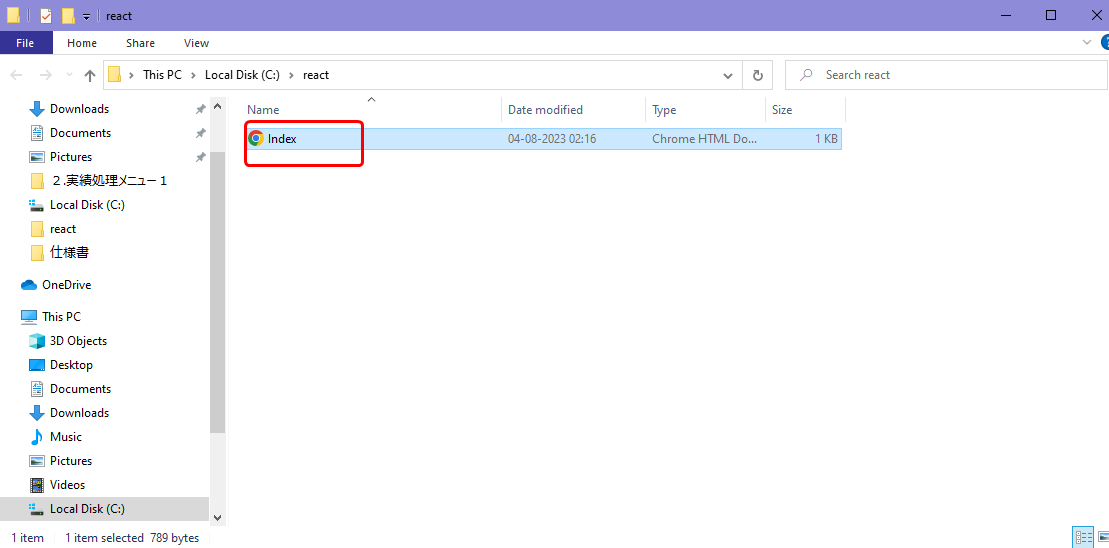 react
File Home Share View
This PC Local Disk (C:) react
Search react
Downloads
Documents
Pictures
２.実績処理メニュー１
Local Disk (C:)
react
仕様書
OneDrive
This PC
3D Objects
Desktop
Documents
Downloads
Music
Pictures
Videos
Local Disk (C:)
Name Date modified Type Size
Index 04-08-2023 02:16 Chrome HTML Do... 1 KB
1 item 1 item selected 789 bytes